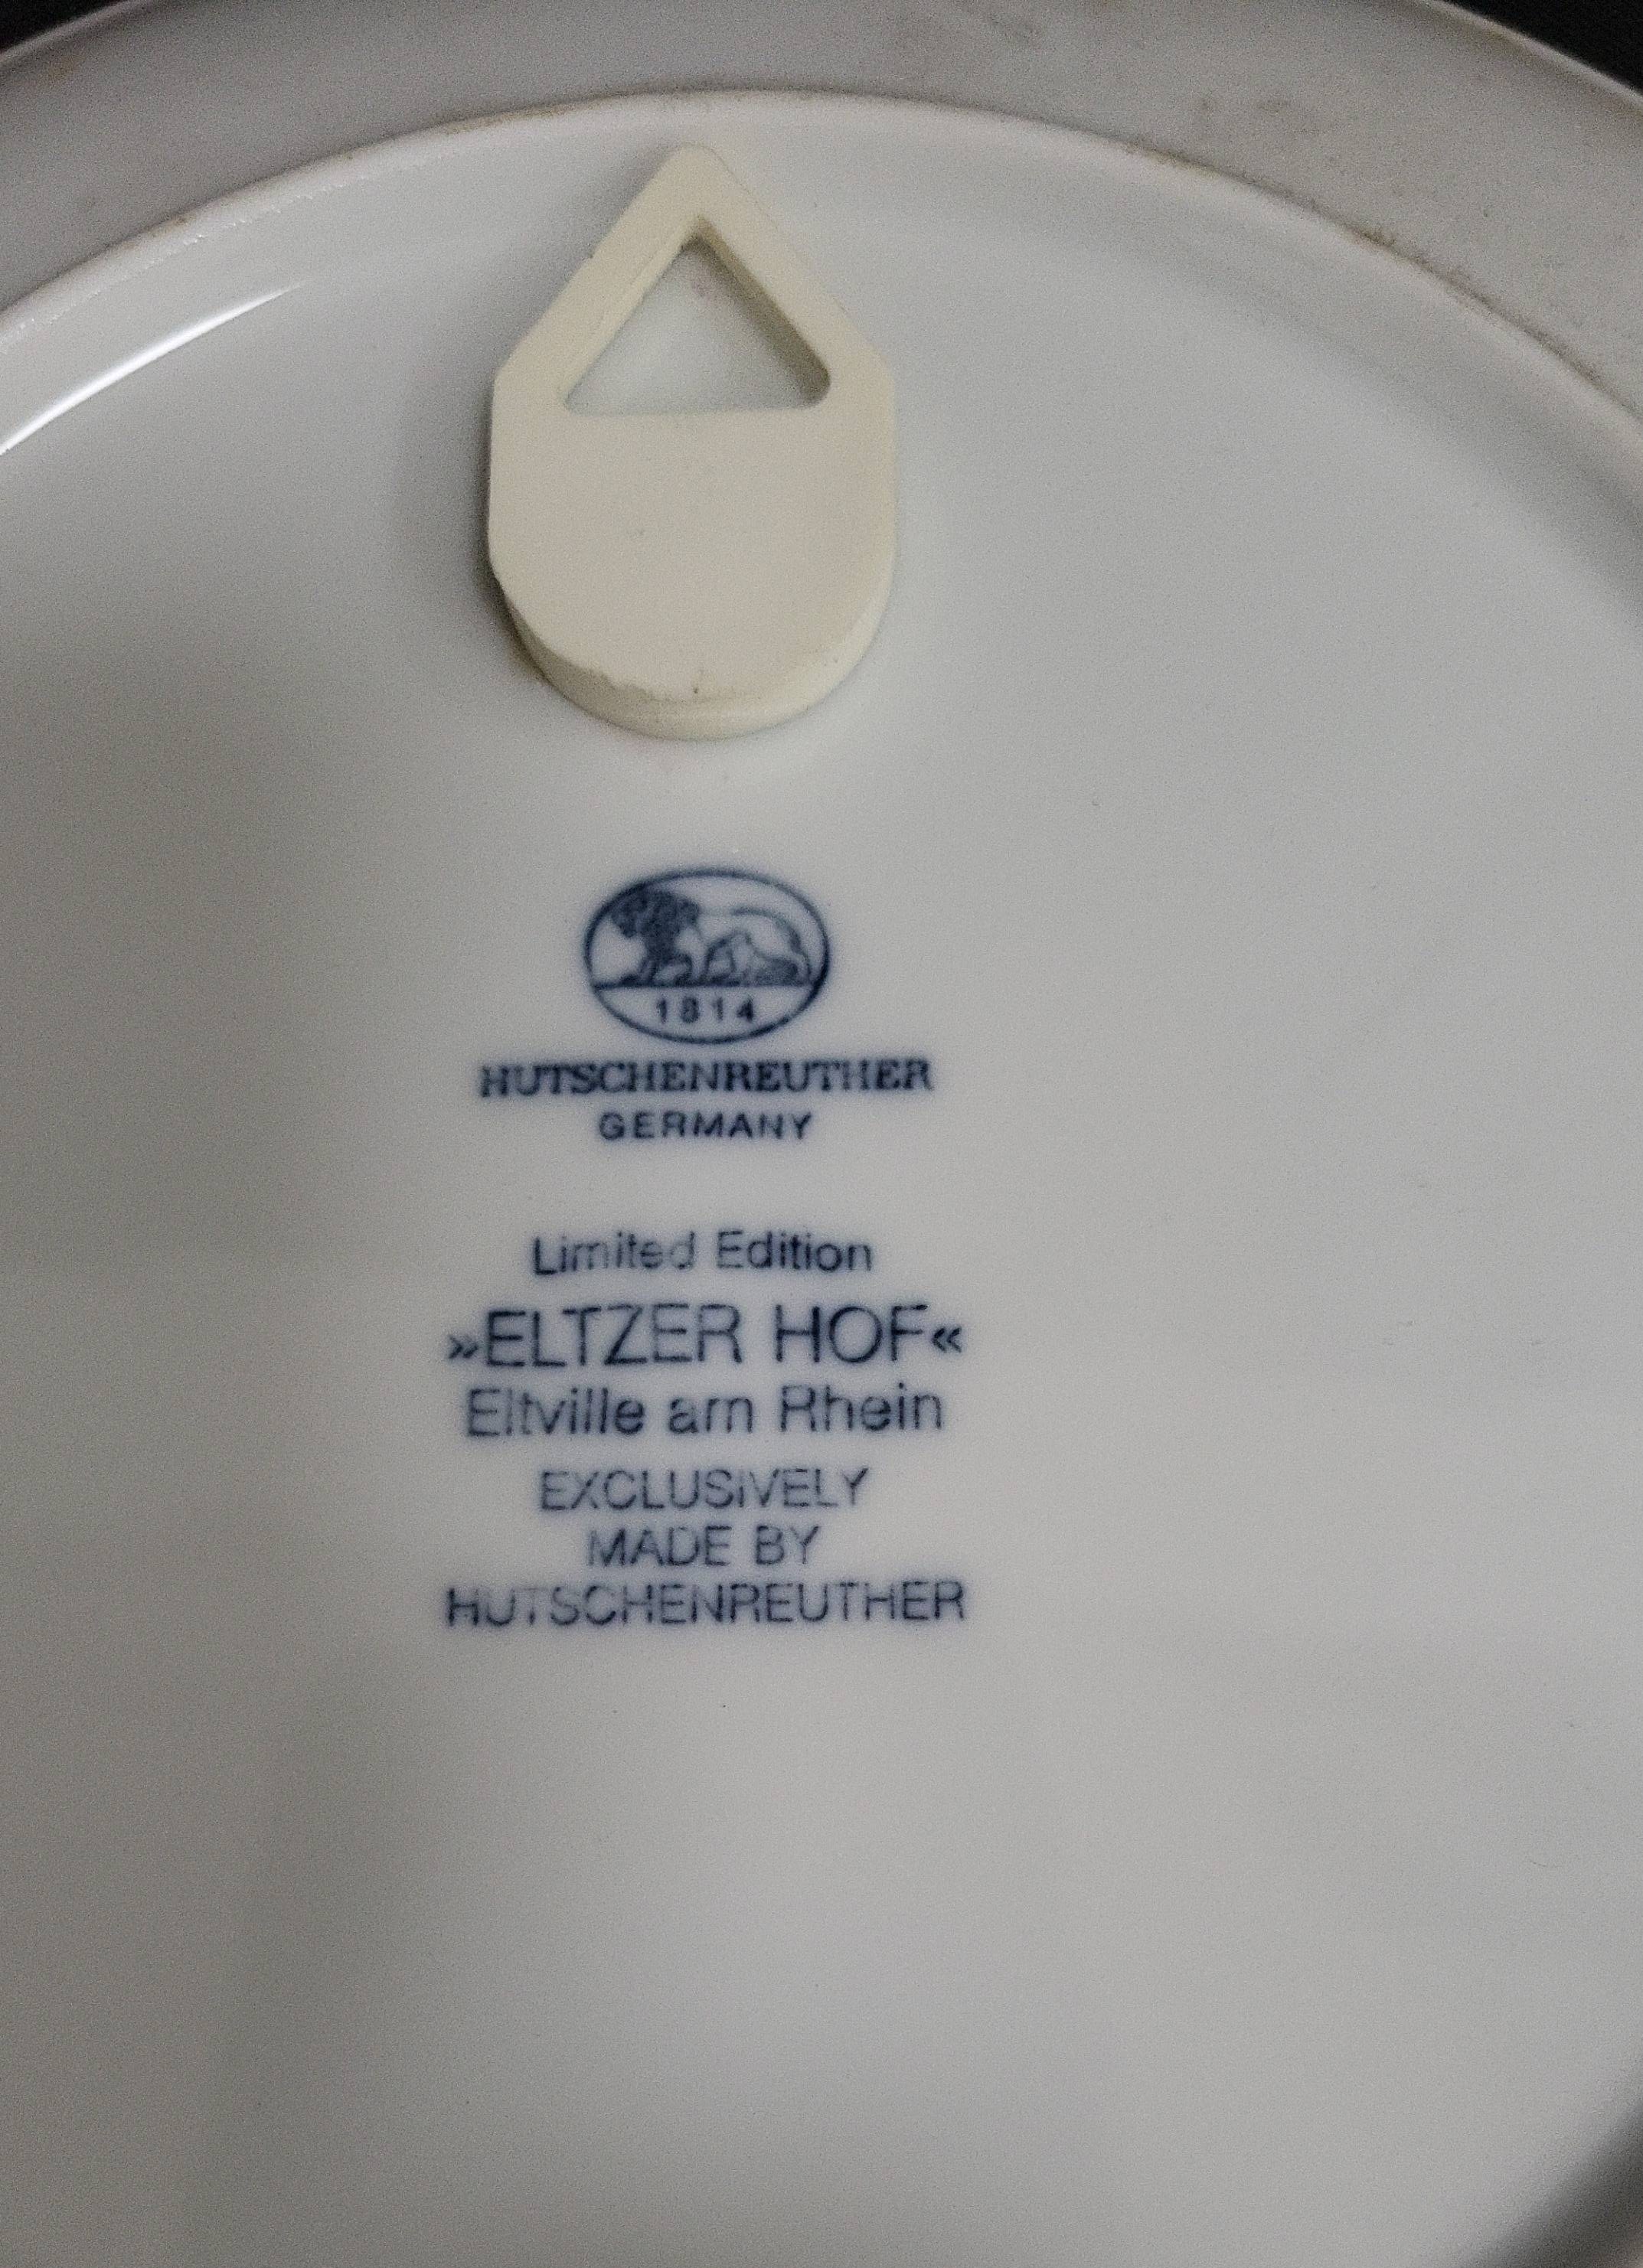 1814
HUTSCHENREUTHER
GERMANY
Limited Edition
»ELTZER HOF«
Eltville am Rhein
EXCLUSIVELY
MADE BY
HUTSCHENREUTHER